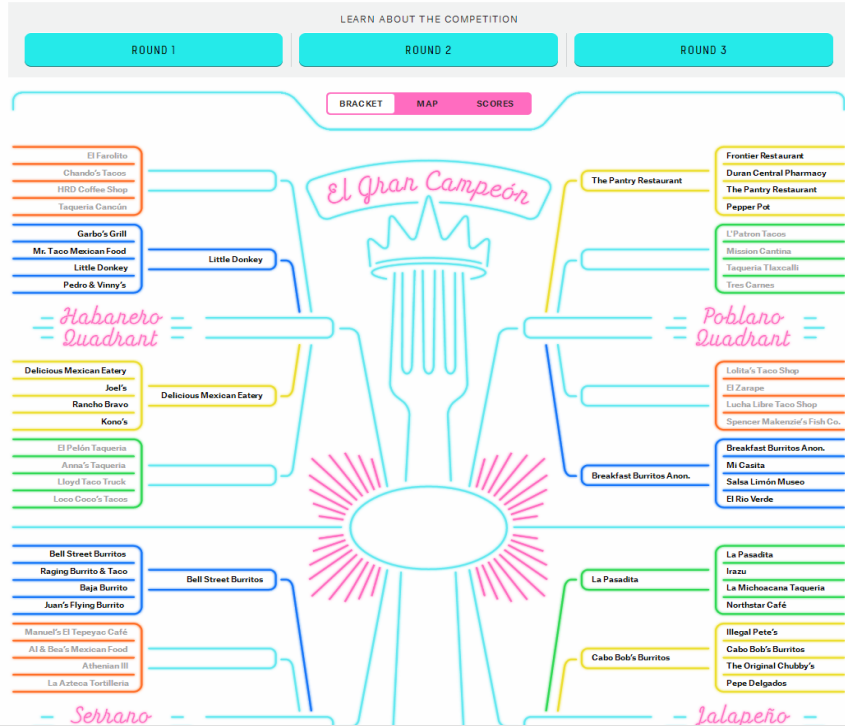 LEARN ABOUT THE COMPETITION
ROUND 1
ROUND 2
ROUND 3
BRACKET
MAP
SCORES
El Gran Campeón
El Farolito
Chando's Tacos
HRD Coffee Shop
Taqueria Cancún
Garbo's Grill
Mr. Taco Mexican Food
Little Donkey
Pedro & Vinny's
Little Donkey
Habanero
Quadrant
Delicious Mexican Eatery
Joel's
Rancho Bravo
Kono's
Delicious Mexican Eatery
El Pelón Taqueria
Anna's Taqueria
Lloyd Taco Truck
Loco Coco's Tacos
Bell Street Burritos
Raging Burrito & Taco
Baja Burrito
Juan's Flying Burrito
Bell Street Burritos
Manuel's El Tepeyac Café
Al & Bea's Mexican Food
Athenian III
La Azteca Tortilleria
Serrano
The Pantry Restaurant
Frontier Restaurant
Duran Central Pharmacy
The Pantry Restaurant
Pepper Pot
L'Patron Tacos
Mission Cantina
Taqueria Tlaxcalli
Tres Carnes
Poblano
Quadrant
Lolita's Taco Shop
El Zarape
Lucha Libre Taco Shop
Spencer Makenzie's Fish Co.
Breakfast Burritos Anon.
Breakfast Burritos Anon.
Mi Casita
Salsa Limón Museo
El Rio Verde
La Pasadita
La Pasadita
Irazu
La Michoacana Taqueria
Northstar Café
Cabo Bob's Burritos
Illegal Pete's
Cabo Bob's Burritos
The Original Chubby's
Pepe Delgados
Jalapeño